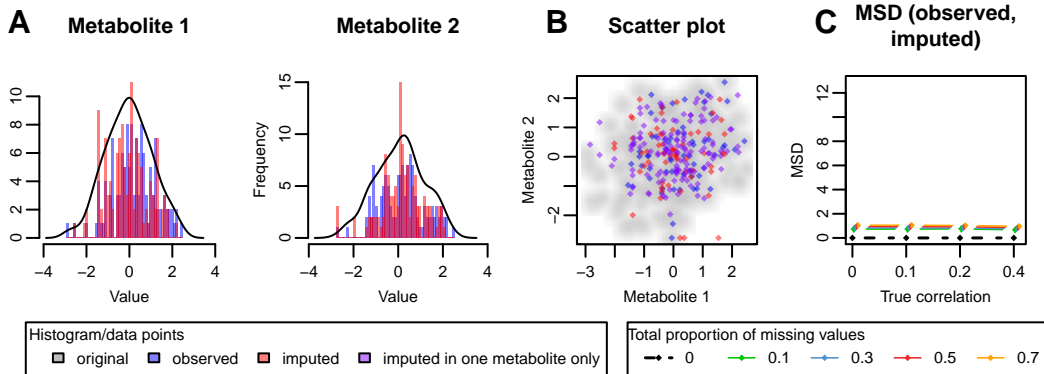 A
Metabolite 1
Metabolite 2
B
Scatter plot
C
MSD (observed,
imputed)
0 2 4 6 8 10
−4 −2 0 2 4
Value
Frequency
0 5 10 15
−4 −2 0 2 4
Value
Metabolite 2
−2 0 1 2
−3 −1 0 1 2
Metabolite 1
MSD
0 2 4 8 12
0 0.1 0.2 0.4
True correlation
Histogram/data points
original observed imputed imputed in one metabolite only
Total proportion of missing values
0 0.1 0.3 0.5 0.7